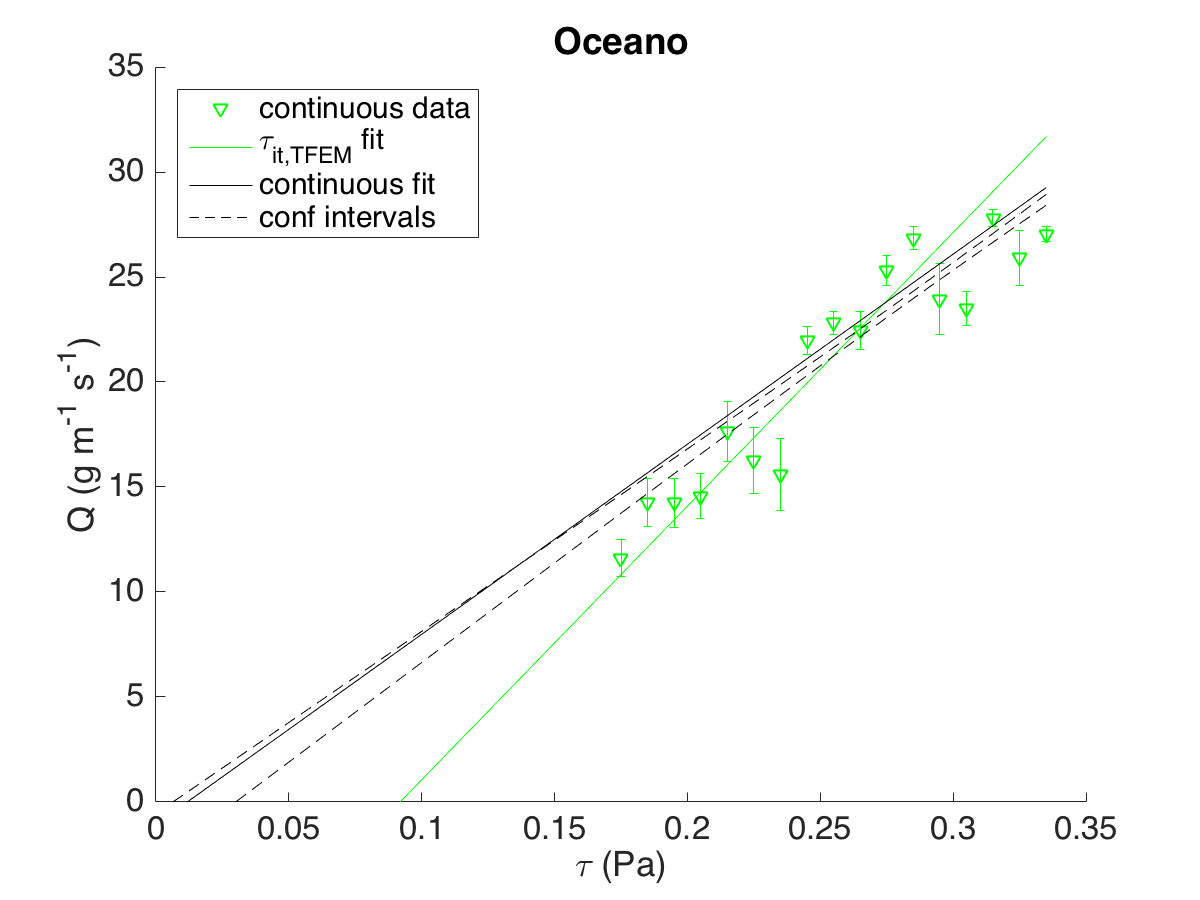 Oceano
35
30
25
20
15
10
5
0
Q (g m⁻¹ s⁻¹)
continuous data
τ_it,TFEM fit
continuous fit
conf intervals
0 0.05 0.1 0.15 0.2 0.25 0.3 0.35
τ (Pa)